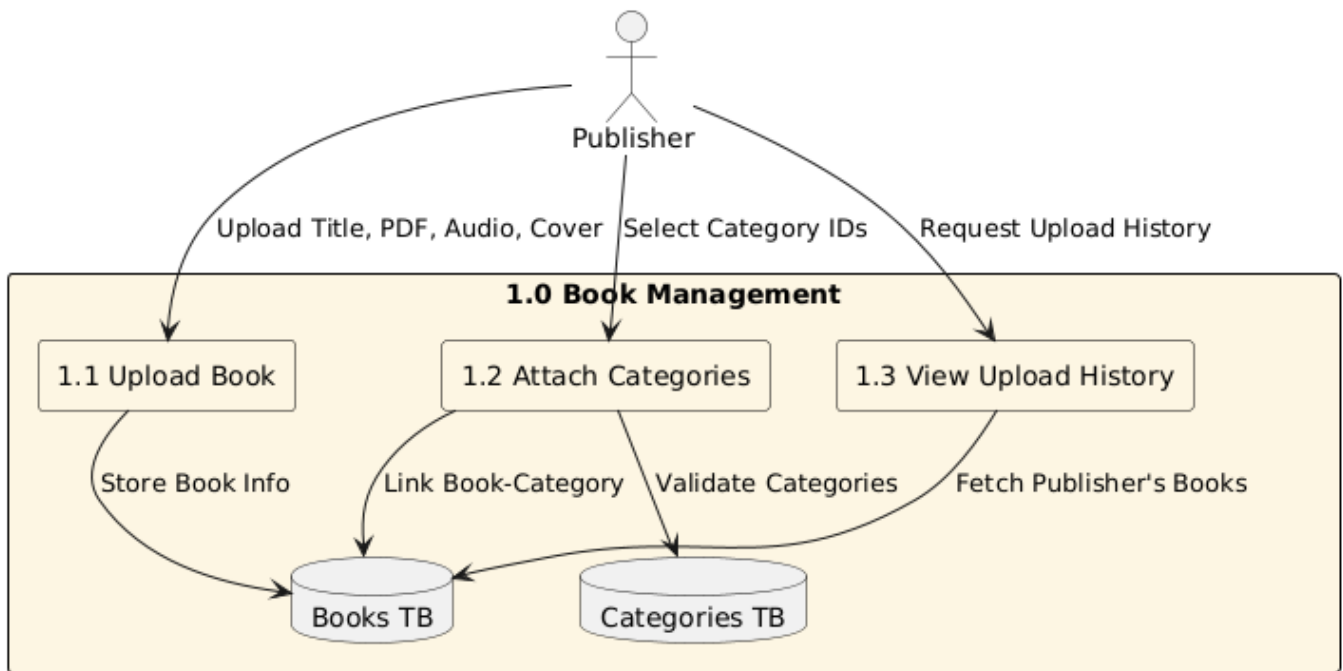 Publisher
Upload Title, PDF, Audio, Cover
Select Category IDs
Request Upload History
1.0 Book Management
1.1 Upload Book
1.2 Attach Categories
1.3 View Upload History
Store Book Info
Link Book-Category
Validate Categories
Fetch Publisher's Books
Books TB
Categories TB